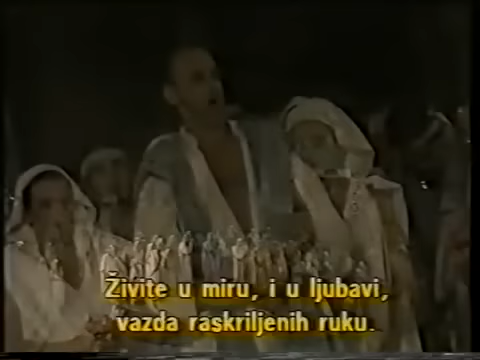 Živite u miru, i u ljubavi,
vazda raskriljenih ruku.